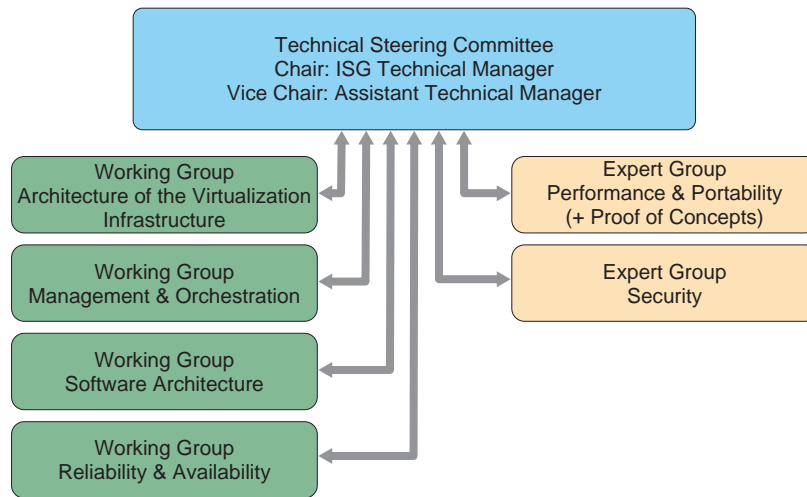 Technical Steering Committee
Chair: ISG Technical Manager
Vice Chair: Assistant Technical Manager
Working Group
Architecture of the Virtualization
Infrastructure
Expert Group
Performance & Portability
(+ Proof of Concepts)
Working Group
Management & Orchestration
Expert Group
Security
Working Group
Software Architecture
Working Group
Reliability & Availability